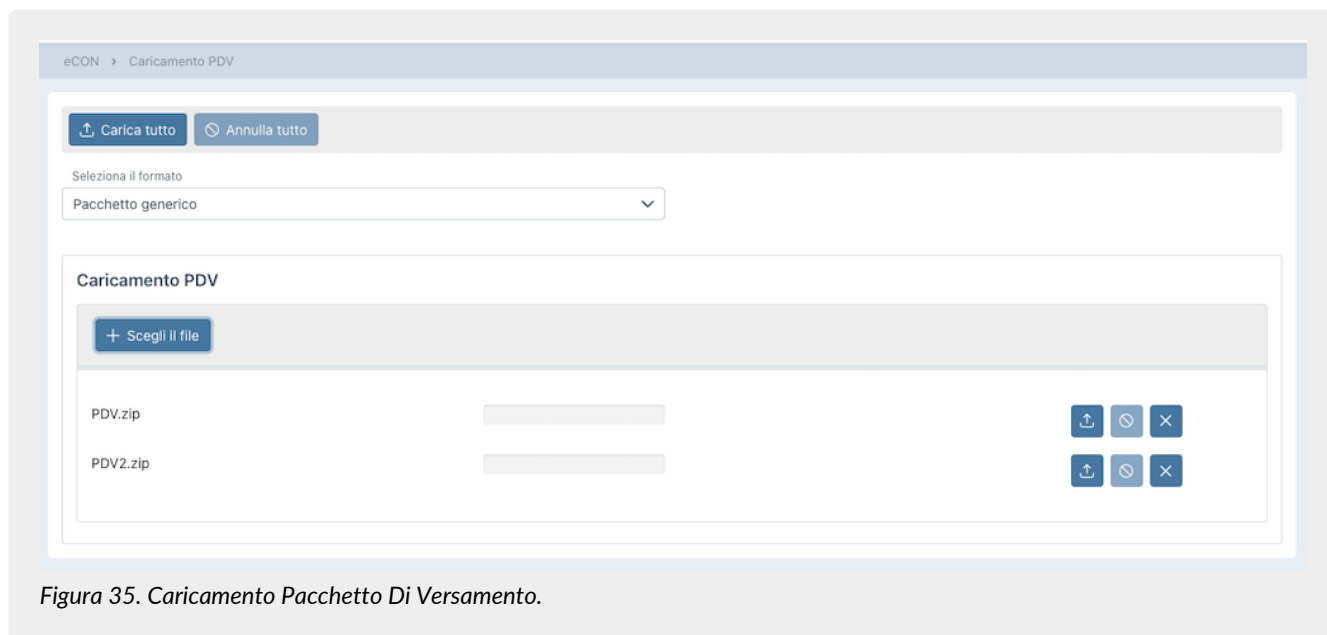 eCON > Caricamento PDV
Carica tutto Annulla tutto
Seleziona il formato
Pacchetto generico
Caricamento PDV
+ Scegli il file
PDV.zip
PDV2.zip
Figura 35. Caricamento Pacchetto Di Versamento.